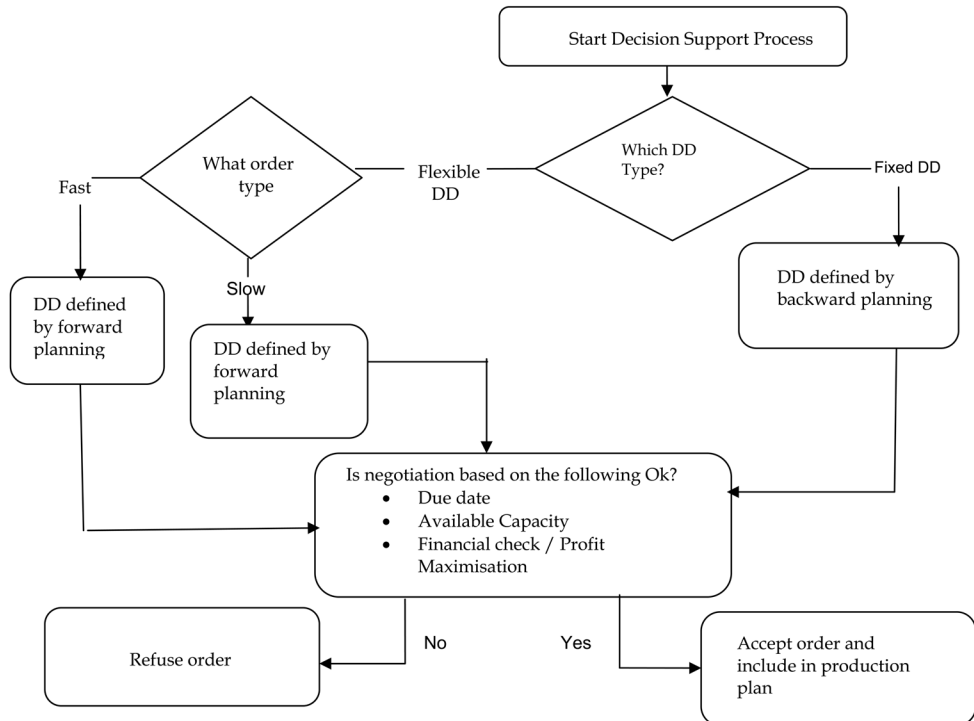 Start Decision Support Process
Which DD
Type?
What order
type
Flexible
DD
Fast
Fixed DD
Slow
DD defined by
backward planning
DD defined
by forward
planning
DD defined by
forward
planning
Is negotiation based on the following Ok?
• Due date
• Available Capacity
• Financial check / Profit
Maximisation
No
Yes
Refuse order
Accept order and
include in production
plan